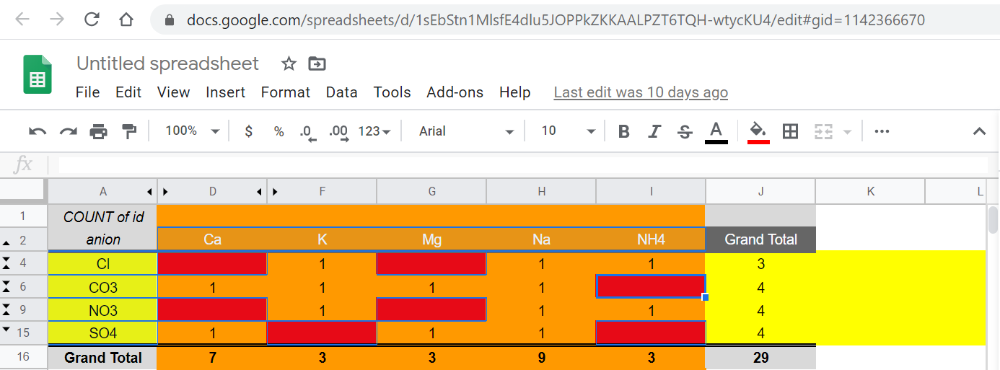 docs.google.com/spreadsheets/d/1sEbStn1MlsfE4dlu5JOPPkZKKAALPZT6TQH-wtycKU4/edit#gid=1142366670
Untitled spreadsheet
File Edit View Insert Format Data Tools Add-ons Help Last edit was 10 days ago
100% $ % .0 .00 123 Arial 10 B I S A ...
fx
A D F G H I J K L
1 COUNT of id
2 anion Ca K Mg Na NH4 Grand Total
4 Cl 1 1 1 3
6 CO3 1 1 1 1 4
9 NO3 1 1 1 4
15 SO4 1 1 1 4
16 Grand Total 7 3 3 9 3 29